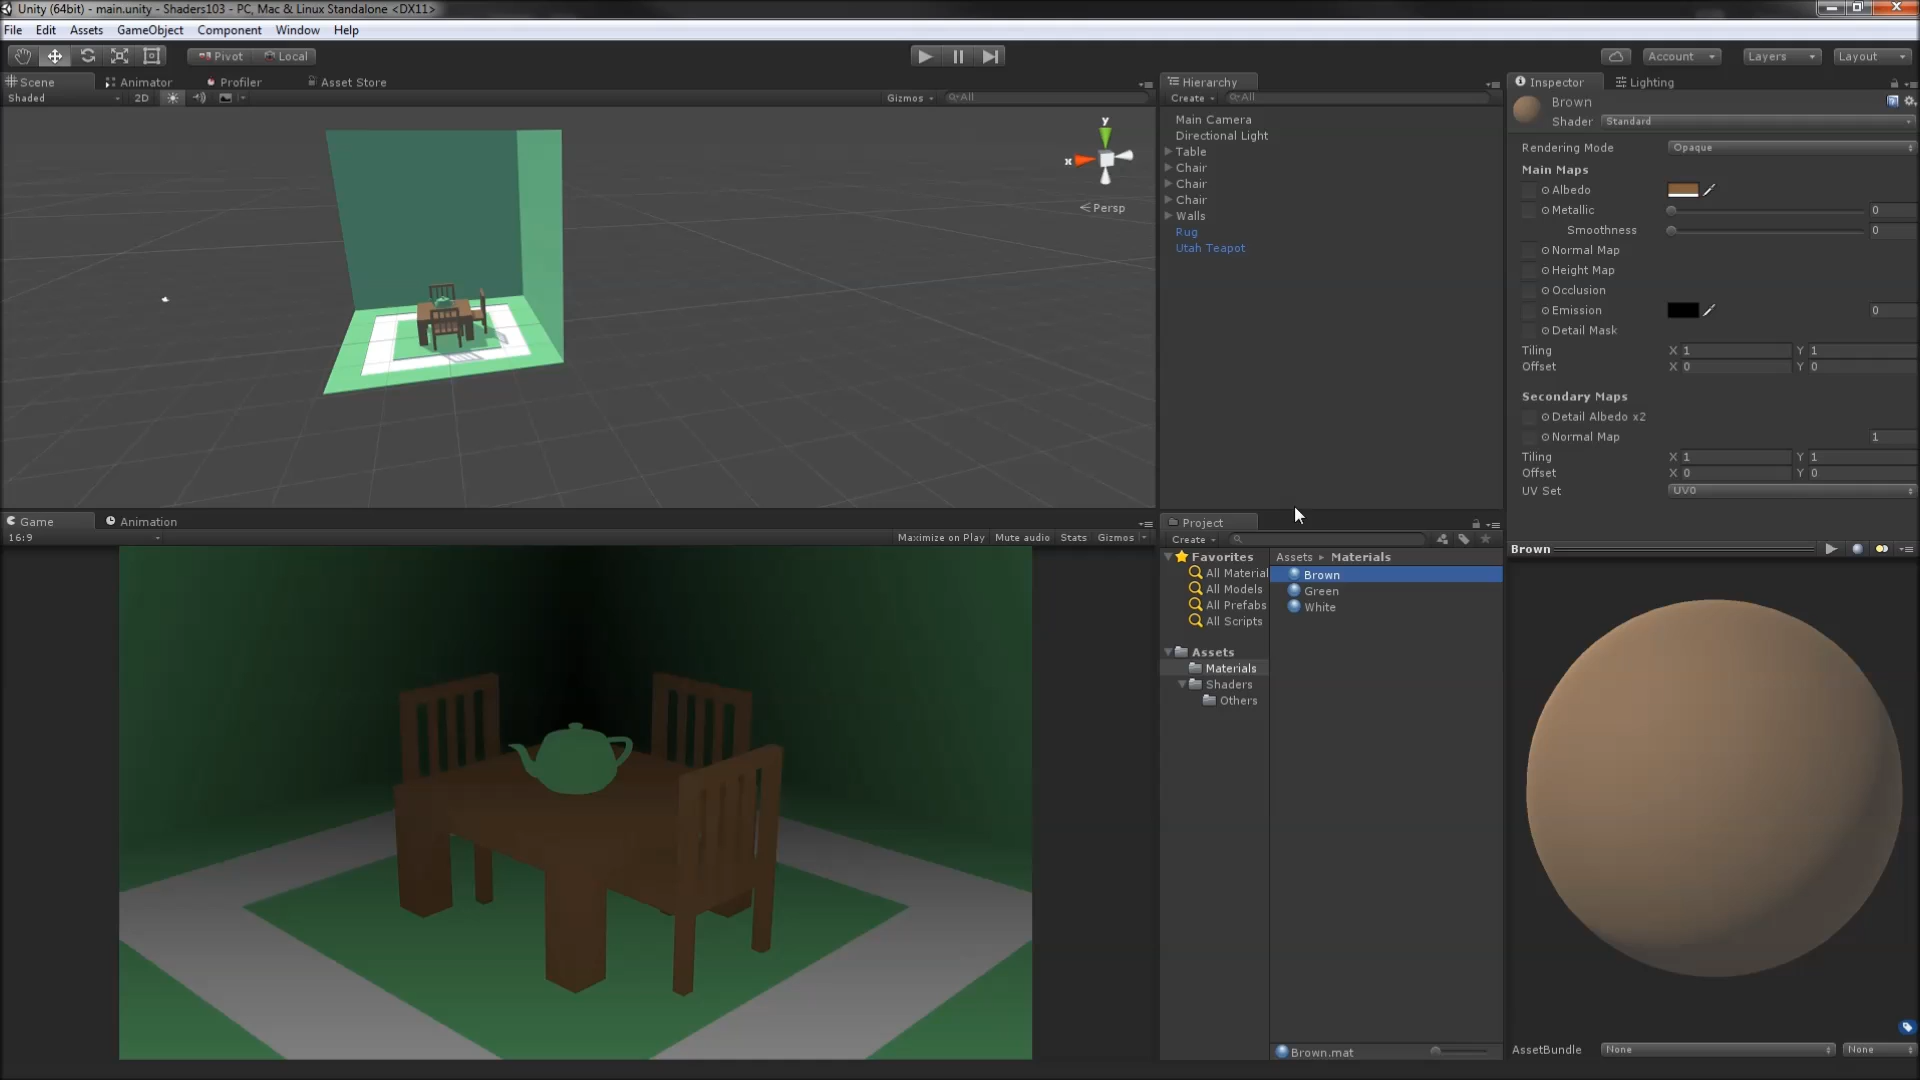 Unity (64bit) - main.unity - Shaders103 - PC, Mac & Linux Standalone <DX11>
File Edit Assets GameObject Component Window Help
Pivot Local Account Layers Layout
Scene Animator Profiler Asset Store
Shaded 2D Gizmos All
y
x
Persp
Hierarchy
Create All
Main Camera
Directional Light
Table
Chair
Chair
Chair
Walls
Rug
Utah Teapot
Inspector Lighting
Brown
Shader Standard
Rendering Mode Opaque
Main Maps
Albedo
Metallic 0
Smoothness 0
Normal Map
Height Map
Occlusion
Emission 0
Detail Mask
Tiling X 1 Y 1
Offset X 0 Y 0
Secondary Maps
Detail Albedo x2
Normal Map 1
Tiling X 1 Y 1
Offset X 0 Y 0
UV Set UV0
Game Animation
16:9 Maximize on Play Mute audio Stats Gizmos
Project
Create
Favorites
All Material
All Models
All Prefabs
All Scripts
Assets
Materials
Shaders
Others
Assets Materials
Brown
Green
White
Brown.mat
Brown
AssetBundle None None